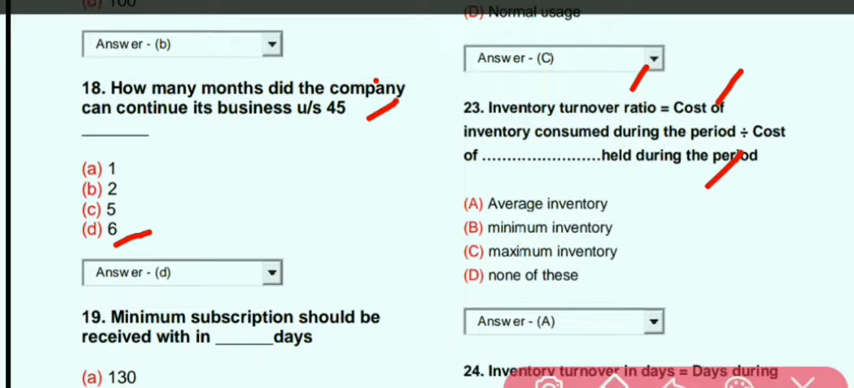 (d) 100
Answer - (b)
18. How many months did the company
can continue its business u/s 45
________
(a) 1
(b) 2
(c) 5
(d) 6
Answer - (d)
19. Minimum subscription should be
received with in ______days
(a) 130
(D) Normal usage
Answer - (C)
23. Inventory turnover ratio = Cost of
inventory consumed during the period ÷ Cost
of ........................held during the period
(A) Average inventory
(B) minimum inventory
(C) maximum inventory
(D) none of these
Answer - (A)
24. Inventory turnover in days = Days during